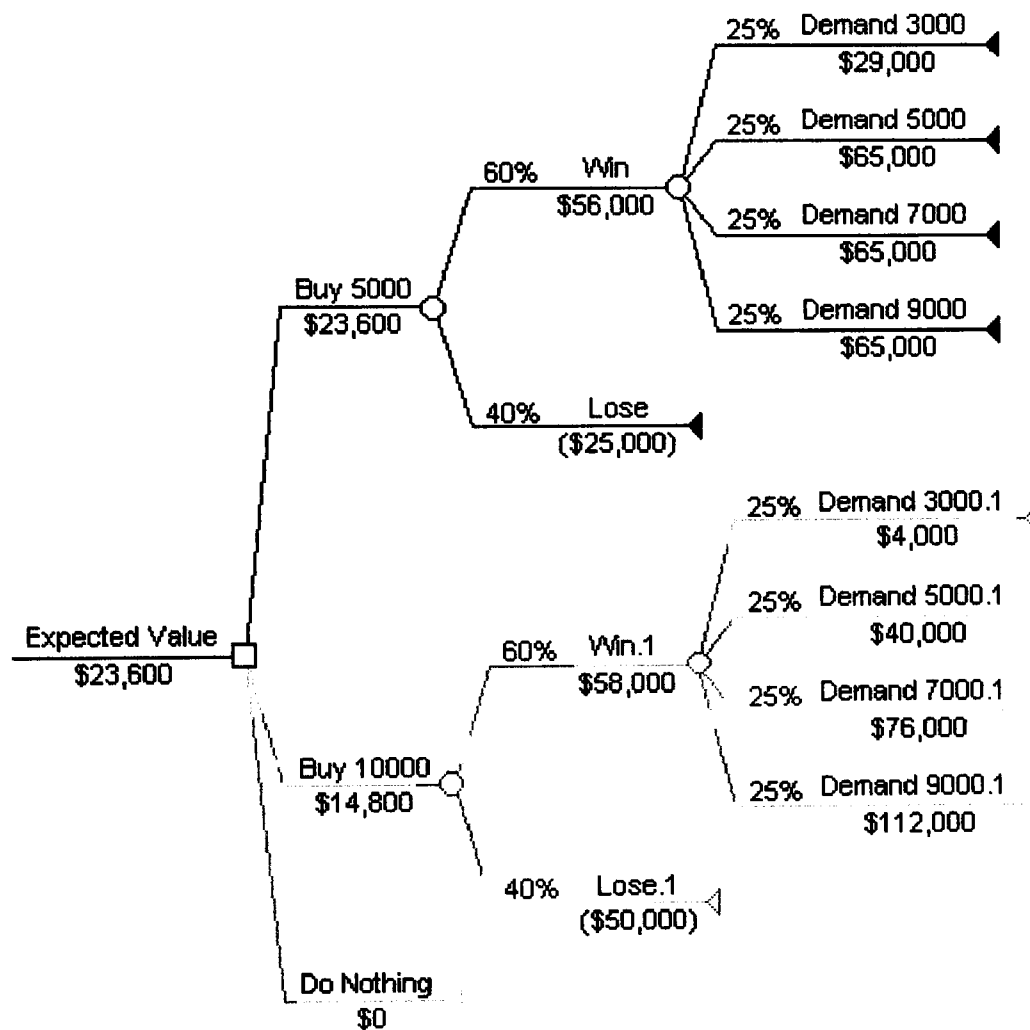 25% Demand 3000
$29,000
25% Demand 5000
$65,000
60% Win
$56,000
25% Demand 7000
$65,000
Buy 5000
$23,600
25% Demand 9000
$65,000
40% Lose
($25,000)
25% Demand 3000.1
$4,000
25% Demand 5000.1
$40,000
Expected Value
$23,600
60% Win.1
$58,000
25% Demand 7000.1
$76,000
Buy 10000
$14,800
25% Demand 9000.1
$112,000
40% Lose.1
($50,000)
Do Nothing
$0